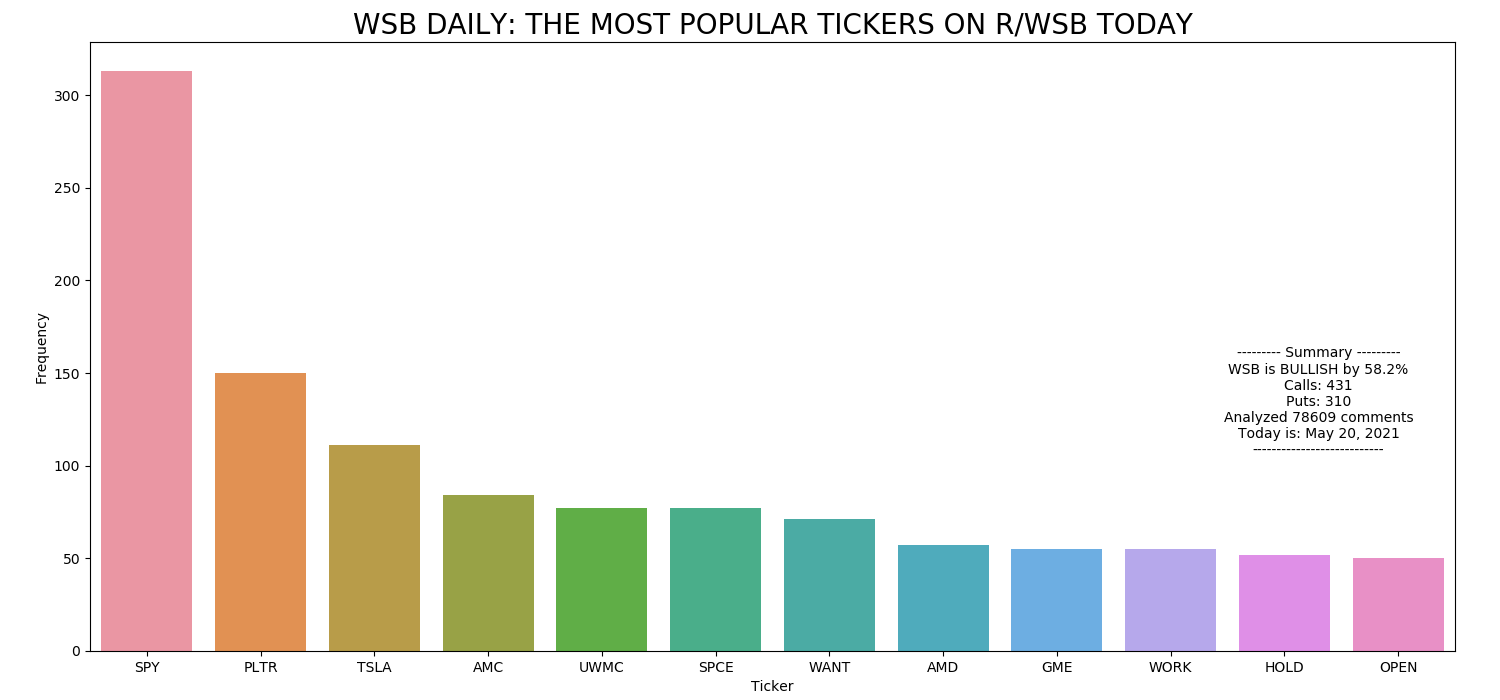 WSB DAILY: THE MOST POPULAR TICKERS ON R/WSB TODAY
300
250
200
150
100
50
0
Frequency
--------- Summary ---------
WSB is BULLISH by 58.2%
Calls: 431
Puts: 310
Analyzed 78609 comments
Today is: May 20, 2021
---------------------------
SPY PLTR TSLA AMC UWMC SPCE WANT AMD GME WORK HOLD OPEN
Ticker